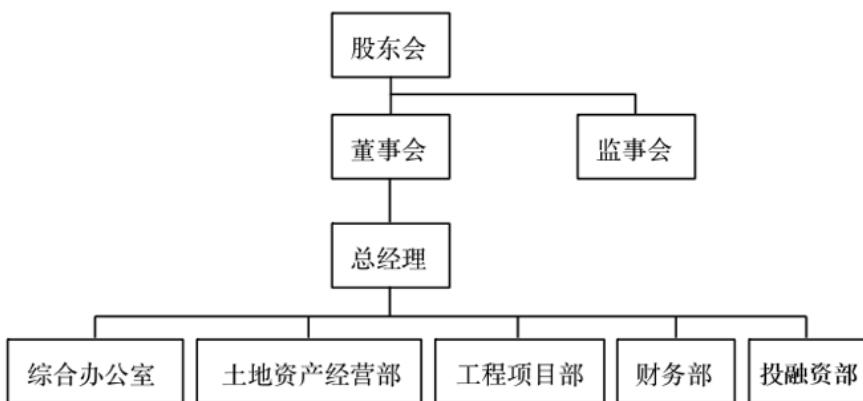 股东会
董事会
监事会
总经理
综合办公室
土地资产经营部
工程项目部
财务部
投融资部